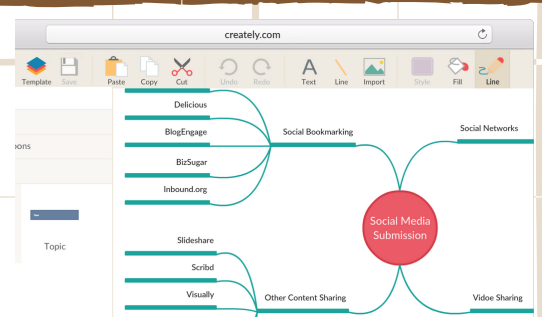 creately.com
Template Save Paste Copy Cut Undo Redo Text Line Import Style Fill Line
Delicious
BlogEngage
BizSugar
Inbound.org
Social Bookmarking
Social Networks
Social Media
Submission
Topic
Slideshare
Scribd
Visually
Other Content Sharing
Vidoe Sharing